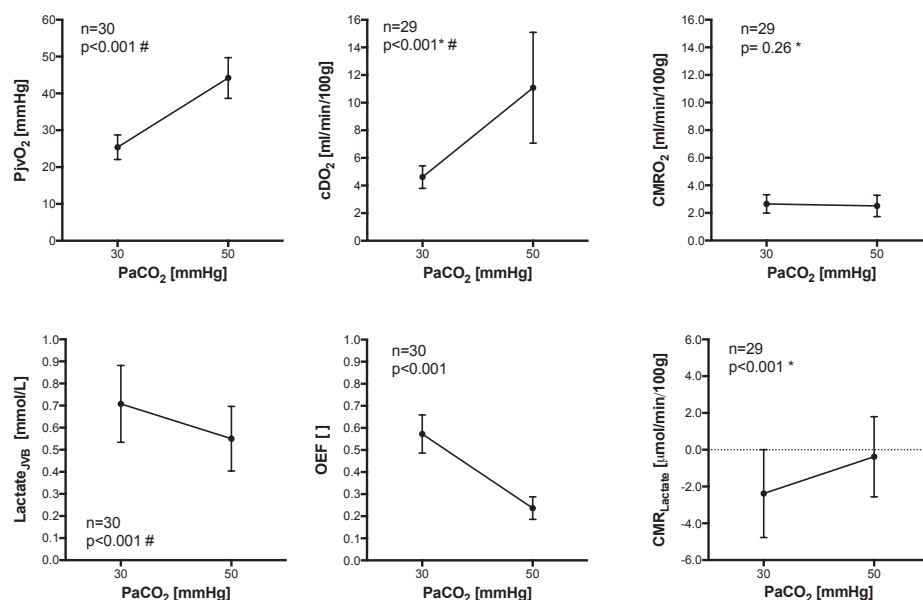 n=30
p<0.001 #
PjvO₂ [mmHg]
60
50
40
30
20
10
0
30
50
PaCO₂ [mmHg]
n=29
p<0.001* #
cDO₂ [ml/min/100g]
16
14
12
10
8
6
4
2
0
30
50
PaCO₂ [mmHg]
n=29
p= 0.26 *
CMRO₂ [ml/min/100g]
16.0
14.0
12.0
10.0
8.0
6.0
4.0
2.0
0.0
30
50
PaCO₂ [mmHg]
Lactate_JVB [mmol/L]
1.0
0.9
0.8
0.7
0.6
0.5
0.4
0.3
0.2
0.1
0.0
n=30
p<0.001 #
30
50
PaCO₂ [mmHg]
n=30
p<0.001
OEF [ ]
1.0
0.9
0.8
0.7
0.6
0.5
0.4
0.3
0.2
0.1
0.0
30
50
PaCO₂ [mmHg]
n=29
p<0.001 *
CMR_Lactate [μmol/min/100g]
6.0
4.0
2.0
0.0
-2.0
-4.0
-6.0
30
50
PaCO₂ [mmHg]